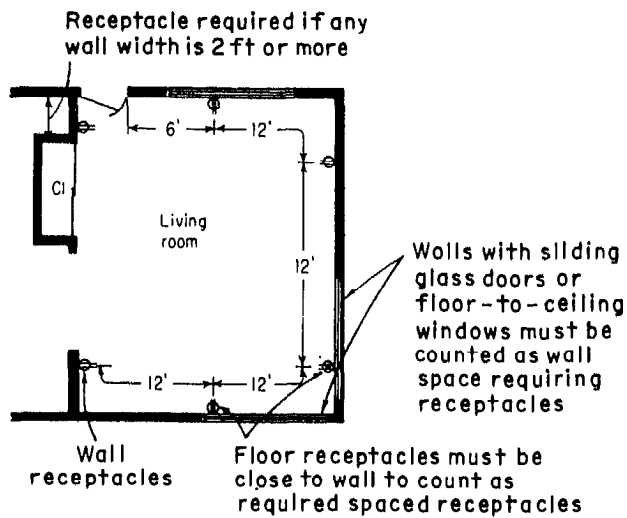 Receptacle required if any
wall width is 2 ft or more
6'
12'
Cl
Living
room
12'
Walls with sliding
glass doors or
floor-to-ceiling
windows must be
counted as wall
space requiring
receptacles
12'
12'
Wall
receptacles
Floor receptacles must be
close to wall to count as
required spaced receptacles